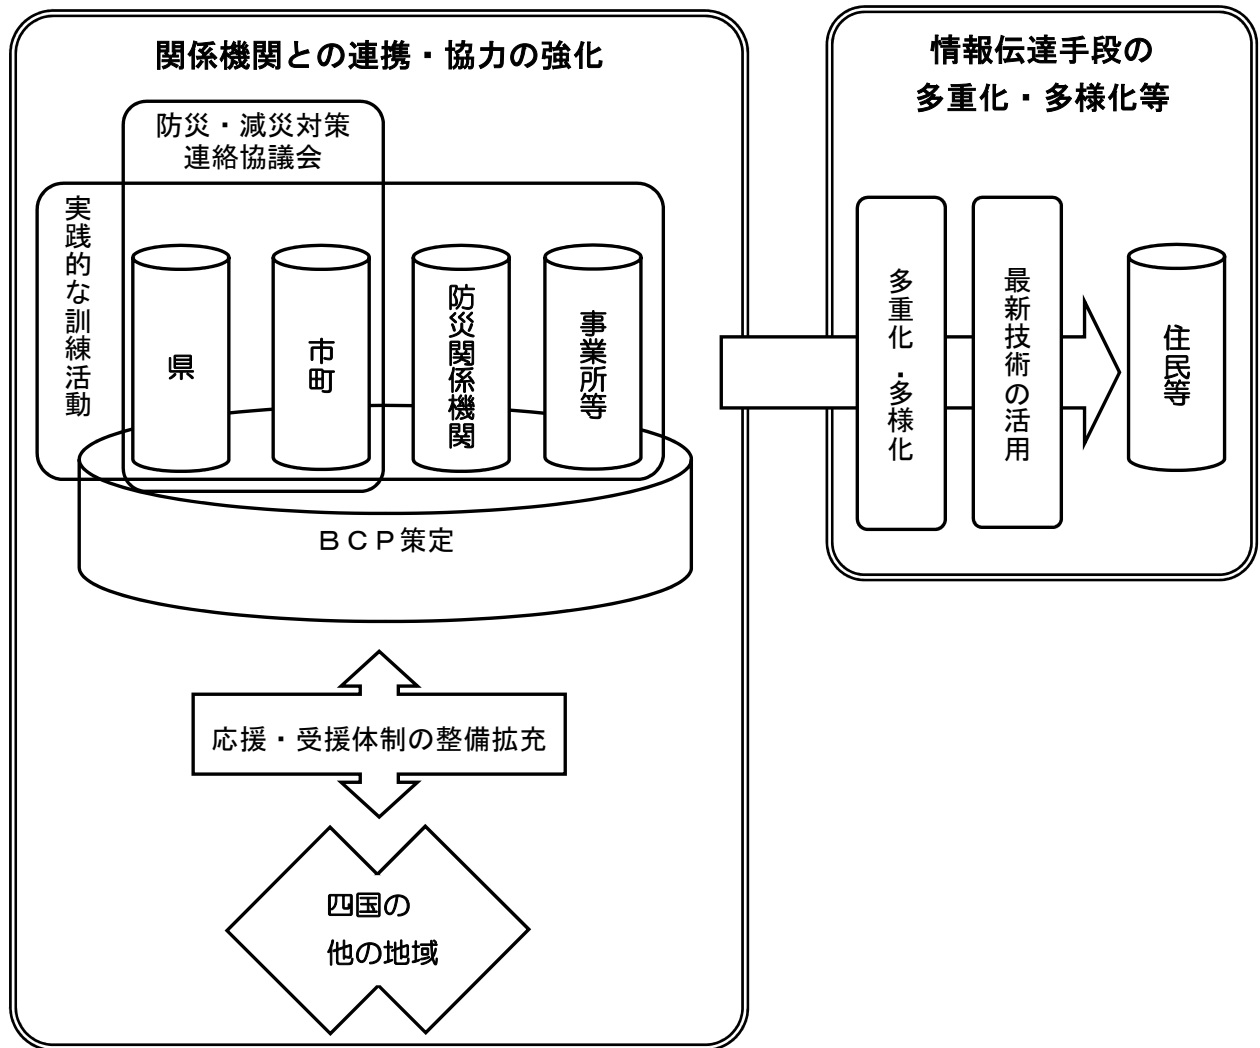 関係機関との連携・協力の強化
防災・減災対策
連絡協議会
実践的な訓練活動
県
市町
防災関係機関
事業所等
ＢＣＰ策定
応援・受援体制の整備拡充
四国の
他の地域
情報伝達手段の
多重化・多様化等
多重化・多様化
最新技術の活用
住民等